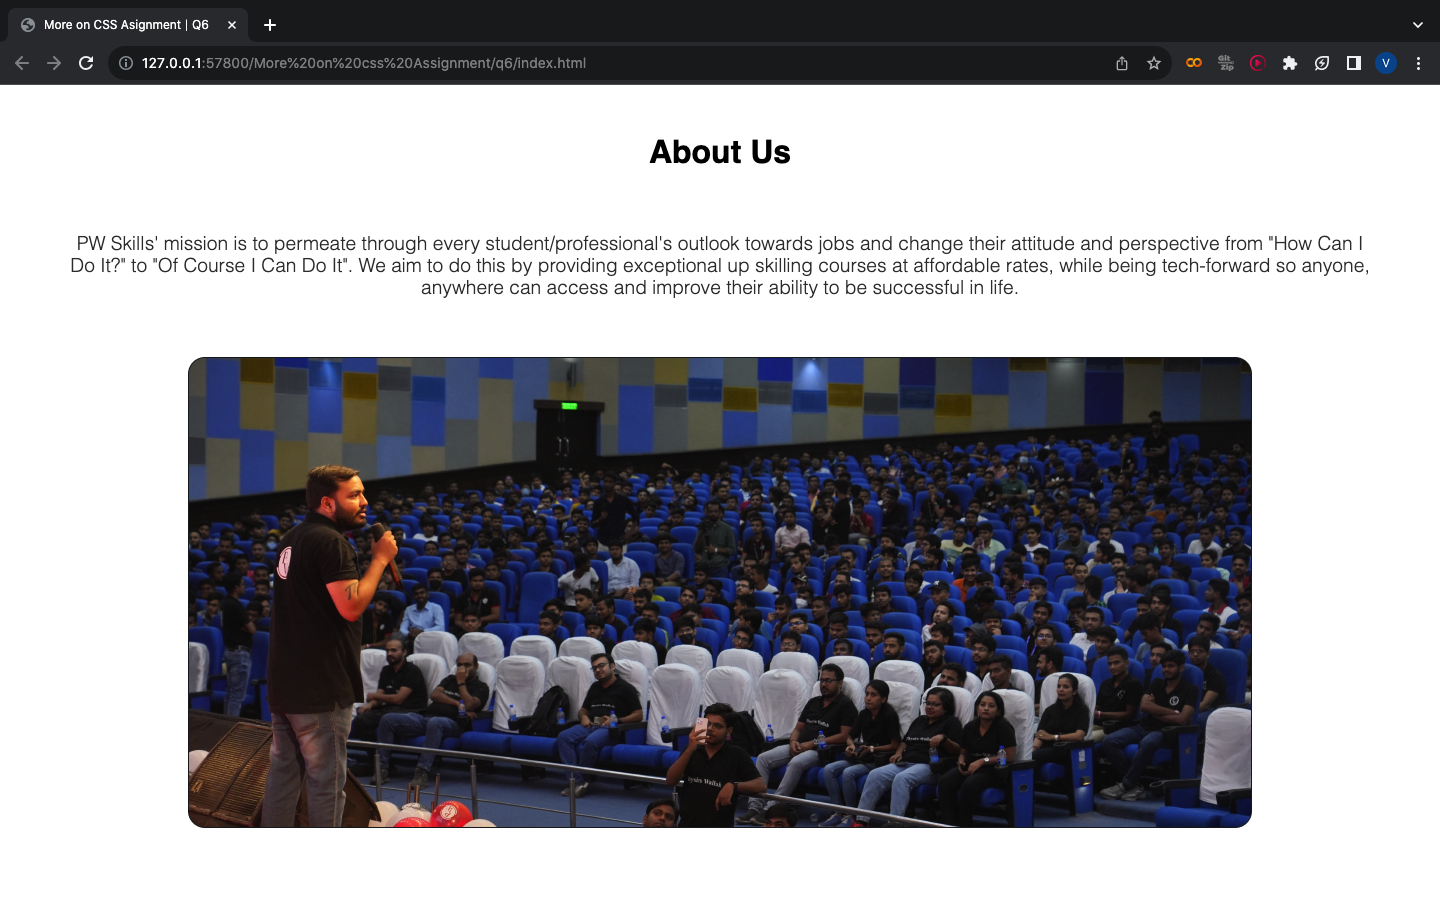 More on CSS Asignment | Q6
127.0.0.1:57800/More%20on%20css%20Assignment/q6/index.html
Git
Zip
V
About Us
PW Skills' mission is to permeate through every student/professional's outlook towards jobs and change their attitude and perspective from "How Can I
Do It?" to "Of Course I Can Do It". We aim to do this by providing exceptional up skilling courses at affordable rates, while being tech-forward so anyone,
anywhere can access and improve their ability to be successful in life.